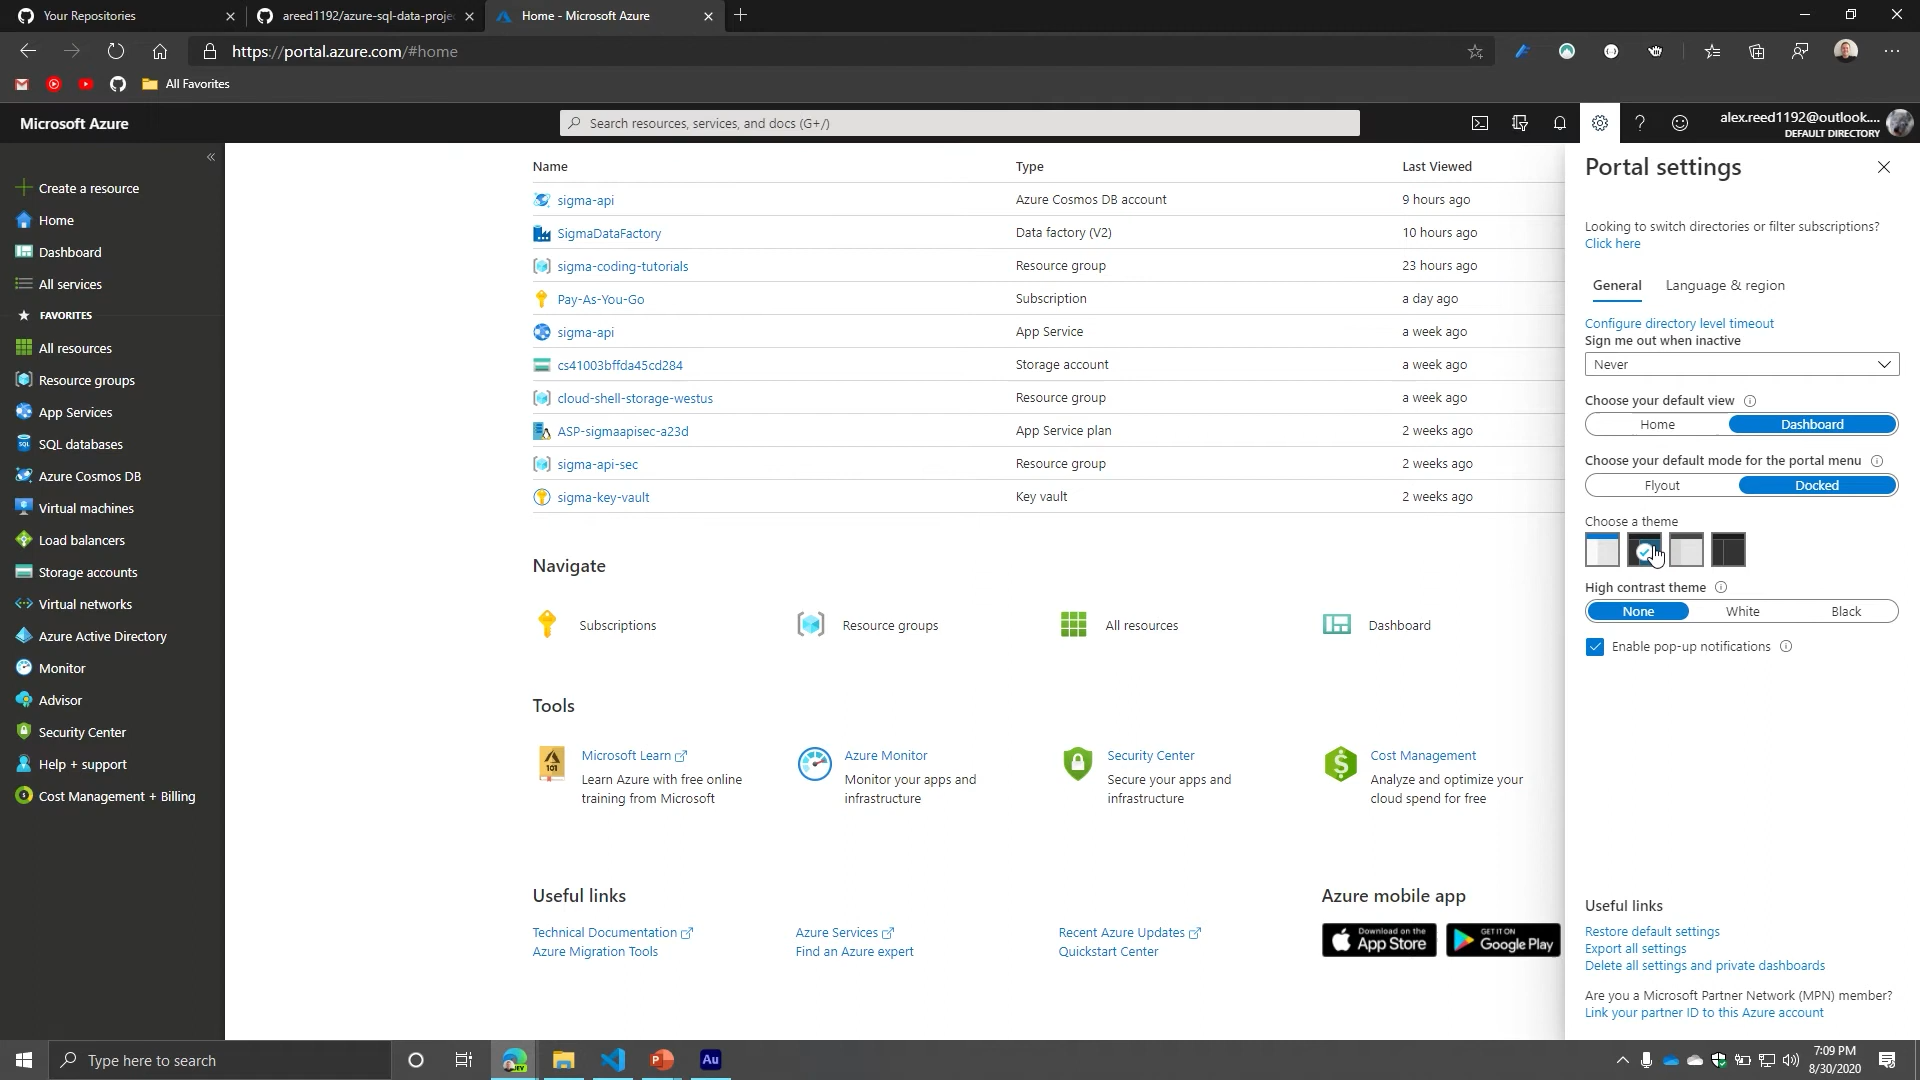 Your Repositories
areed1192/azure-sql-data-projec
Home - Microsoft Azure
https://portal.azure.com/#home
All Favorites
Microsoft Azure
Search resources, services, and docs (G+/)
alex.reed1192@outlook....
DEFAULT DIRECTORY
Create a resource
Home
Dashboard
All services
FAVORITES
All resources
Resource groups
App Services
SQL databases
Azure Cosmos DB
Virtual machines
Load balancers
Storage accounts
Virtual networks
Azure Active Directory
Monitor
Advisor
Security Center
Help + support
Cost Management + Billing
Name Type Last Viewed
sigma-api Azure Cosmos DB account 9 hours ago
SigmaDataFactory Data factory (V2) 10 hours ago
sigma-coding-tutorials Resource group 23 hours ago
Pay-As-You-Go Subscription a day ago
sigma-api App Service a week ago
cs41003bffda45cd284 Storage account a week ago
cloud-shell-storage-westus Resource group a week ago
ASP-sigmaapisec-a23d App Service plan 2 weeks ago
sigma-api-sec Resource group 2 weeks ago
sigma-key-vault Key vault 2 weeks ago
Navigate
Subscriptions Resource groups All resources Dashboard
Tools
101
Microsoft Learn
Learn Azure with free online
training from Microsoft
Azure Monitor
Monitor your apps and
infrastructure
Security Center
Secure your apps and
infrastructure
Cost Management
Analyze and optimize your
cloud spend for free
Useful links
Technical Documentation
Azure Migration Tools
Azure Services
Find an Azure expert
Recent Azure Updates
Quickstart Center
Azure mobile app
Download on the
App Store
GET IT ON
Google Play
Portal settings
Looking to switch directories or filter subscriptions?
Click here
General Language & region
Configure directory level timeout
Sign me out when inactive
Never
Choose your default view
Home Dashboard
Choose your default mode for the portal menu
Flyout Docked
Choose a theme
High contrast theme
None White Black
Enable pop-up notifications
Useful links
Restore default settings
Export all settings
Delete all settings and private dashboards
Are you a Microsoft Partner Network (MPN) member?
Link your partner ID to this Azure account
Type here to search
Au
7:09 PM
8/30/2020